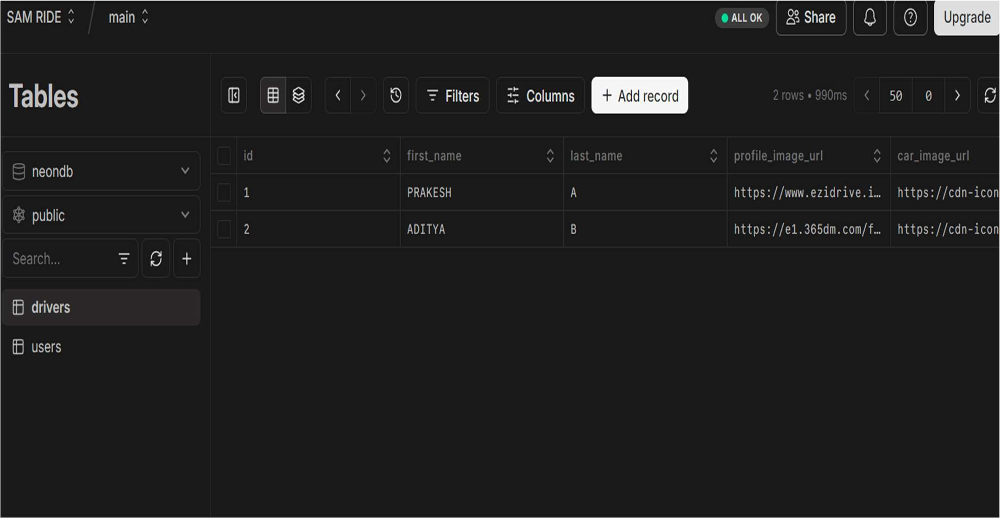 SAM RIDE main ALL OK Share Upgrade
Tables
Filters Columns + Add record 2 rows • 990ms 50 0
neondb
public
Search...
drivers
users
id first_name last_name profile_image_url car_image_url
1 PRAKESH A https://www.ezidrive.i… https://cdn-icon
2 ADITYA B https://e1.365dm.com/f… https://cdn-icon